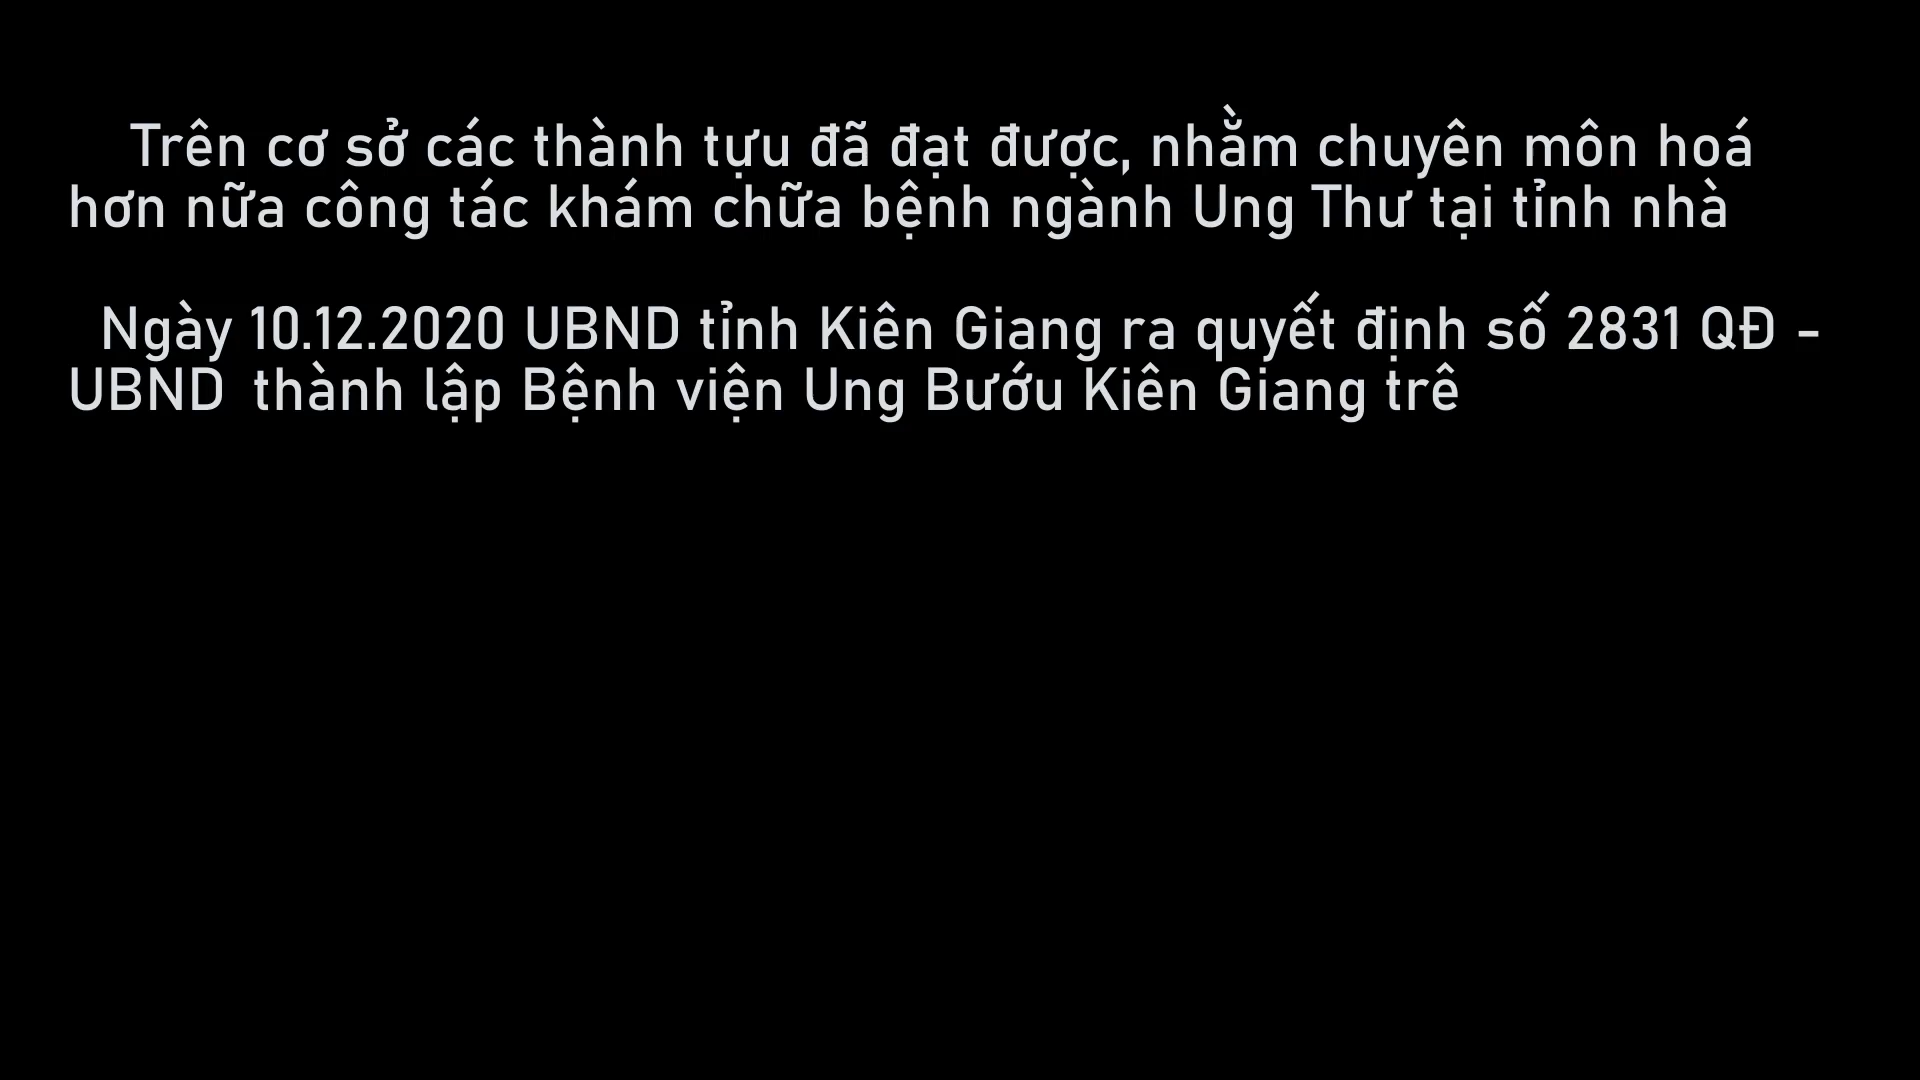 Trên cơ sở các thành tựu đã đạt được, nhằm chuyên môn hoá
hơn nữa công tác khám chữa bệnh ngành Ung Thư tại tỉnh nhà
Ngày 10.12.2020 UBND tỉnh Kiên Giang ra quyết định số 2831 QĐ -
UBND thành lập Bệnh viện Ung Bướu Kiên Giang trê